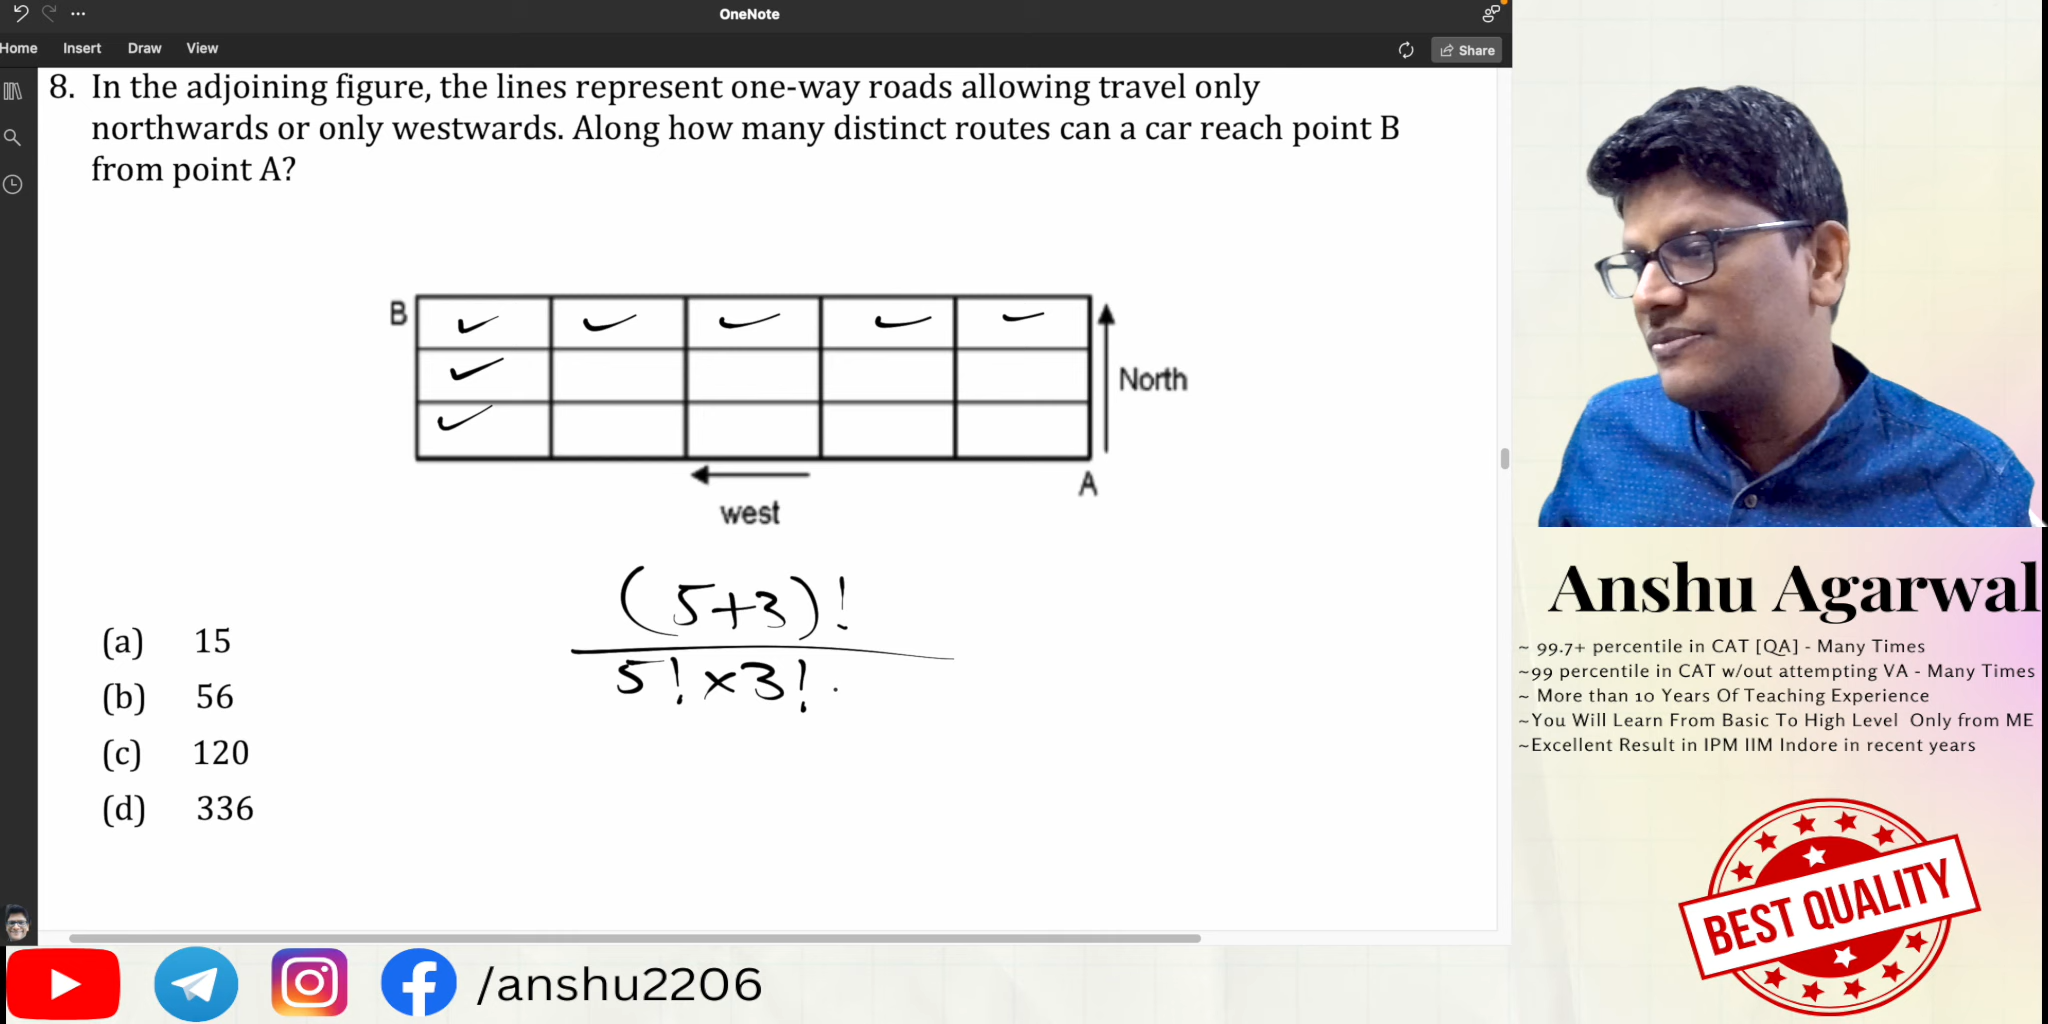 OneNote
Home Insert Draw View
Share
8. In the adjoining figure, the lines represent one-way roads allowing travel only
northwards or only westwards. Along how many distinct routes can a car reach point B
from point A?
B
North
A
west
(5+3)!
5! × 3!
(a) 15
(b) 56
(c) 120
(d) 336
Anshu Agarwal
~ 99.7+ percentile in CAT [QA] - Many Times
~99 percentile in CAT w/out attempting VA - Many Times
~ More than 10 Years Of Teaching Experience
~You Will Learn From Basic To High Level Only from ME
~Excellent Result in IPM IIM Indore in recent years
BEST QUALITY
/anshu2206